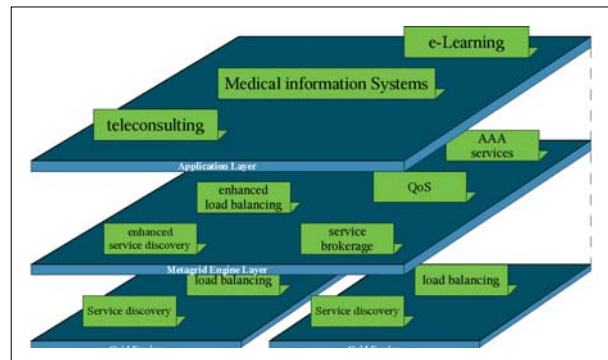 e-Learning
Medical information Systems
teleconsulting
Application Layer
AAA
services
QoS
enhanced
load balancing
enhanced
service discovery
service
brokerage
Metagrid Engine Layer
load balancing
Service discovery
load balancing
Service discovery